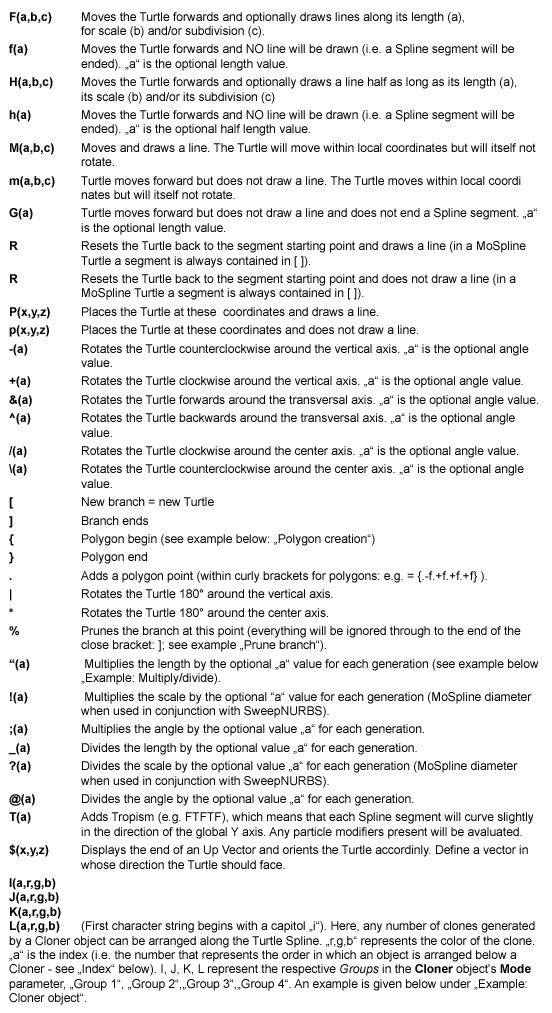 F(a,b,c) Moves the Turtle forwards and optionally draws lines along its length (a),
for scale (b) and/or subdivision (c).
f(a) Moves the Turtle forwards and NO line will be drawn (i.e. a Spline segment will be
ended). „a“ is the optional length value.
H(a,b,c) Moves the Turtle forwards and optionally draws a line half as long as its length (a),
its scale (b) and/or its subdivision (c)
h(a) Moves the Turtle forwards and NO line will be drawn (i.e. a Spline segment will be
ended). „a“ is the optional half length value.
M(a,b,c) Moves and draws a line. The Turtle will move within local coordinates but will itself not
rotate.
m(a,b,c) Turtle moves forward but does not draw a line. The Turtle moves within local coordi
nates but will itself not rotate.
G(a) Turtle moves forward but does not draw a line and does not end a Spline segment. „a“
is the optional length value.
R Resets the Turtle back to the segment starting point and draws a line (in a MoSpline
Turtle a segment is always contained in [ ]).
R Resets the Turtle back to the segment starting point and does not draw a line (in a
MoSpline Turtle a segment is always contained in [ ]).
P(x,y,z) Places the Turtle at these coordinates and draws a line.
p(x,y,z) Places the Turtle at these coordinates and does not draw a line.
-(a) Rotates the Turtle counterclockwise around the vertical axis. „a“ is the optional angle
value.
+(a) Rotates the Turtle clockwise around the vertical axis. „a“ is the optional angle value.
&(a) Rotates the Turtle forwards around the transversal axis. „a“ is the optional angle value.
^(a) Rotates the Turtle backwards around the transversal axis. „a“ is the optional angle
value.
/(a) Rotates the Turtle clockwise around the center axis. „a“ is the optional angle value.
\(a) Rotates the Turtle counterclockwise around the center axis. „a“ is the optional angle
value.
[ New branch = new Turtle
] Branch ends
{ Polygon begin (see example below: „Polygon creation“)
} Polygon end
. Adds a polygon point (within curly brackets for polygons: e.g. = {.-f.+f.+f.+f} ).
| Rotates the Turtle 180° around the vertical axis.
* Rotates the Turtle 180° around the center axis.
% Prunes the branch at this point (everything will be ignored through to the end of the
close bracket: ]; see example „Prune branch“).
“(a) Multiplies the length by the optional „a“ value for each generation (see example below
„Example: Multiply/divide).
!(a) Multiplies the scale by the optional “a“ value for each generation (MoSpline diameter
when used in conjunction with SweepNURBS).
;(a) Multiplies the angle by the optional value „a“ for each generation.
_(a) Divides the length by the optional value „a“ for each generation.
?(a) Divides the scale by the optional value „a“ for each generation (MoSpline diameter
when used in conjunction with SweepNURBS).
@(a) Divides the angle by the optional value „a“ for each generation.
T(a) Adds Tropism (e.g. FTFTF), which means that each Spline segment will curve slightly
in the direction of the global Y axis. Any particle modifiers present will be evaluated.
$(x,y,z) Displays the end of an Up Vector and orients the Turtle accordinly. Define a vector in
whose direction the Turtle should face.
I(a,r,g,b)
J(a,r,g,b)
K(a,r,g,b)
L(a,r,g,b) (First character string begins with a capitol „i“). Here, any number of clones generated
by a Cloner object can be arranged along the Turtle Spline. „r,g,b“ represents the color of the clone.
„a“ is the index (i.e. the number that represents the order in which an object is arranged below a
Cloner - see „Index“ below). I, J, K, L represent the respective Groups in the Cloner object's Mode
parameter, „Group 1“, „Group 2“,„Group 3“,„Group 4“. An example is given below under „Example:
Cloner object“.